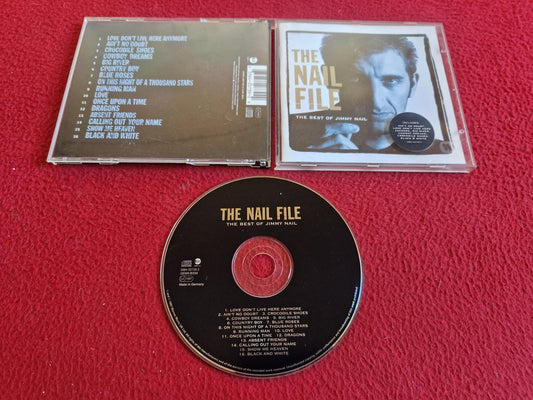 LOVE DON'T LIVE HERE ANYMORE
AIN'T NO DOUBT
CROCODILE SHOES
COWBOY DREAMS
BIG RIVER
COUNTRY BOY
BLUE ROSES
ON THIS NIGHT OF A THOUSAND STARS
RUNNING MAN
LOVE
ONCE UPON A TIME
DRAGONS
ABSENT FRIENDS
CALLING OUT YOUR NAME
SHOW ME HEAVEN
BLACK AND WHITE
THE
NAIL
FILE
THE BEST OF JIMMY NAIL
THE NAIL FILE
THE BEST OF JIMMY NAIL
Made in Germany
1. LOVE DON'T LIVE HERE ANYMORE
2. AIN'T NO DOUBT 3. CROCODILE SHOES
4. COWBOY DREAMS 5. BIG RIVER
6. COUNTRY BOY 7. BLUE ROSES
8. ON THIS NIGHT OF A THOUSAND STARS
9. RUNNING MAN 10. LOVE
11. ONCE UPON A TIME 12. DRAGONS
13. ABSENT FRIENDS
14. CALLING OUT YOUR NAME
15. SHOW ME HEAVEN
16. BLACK AND WHITE